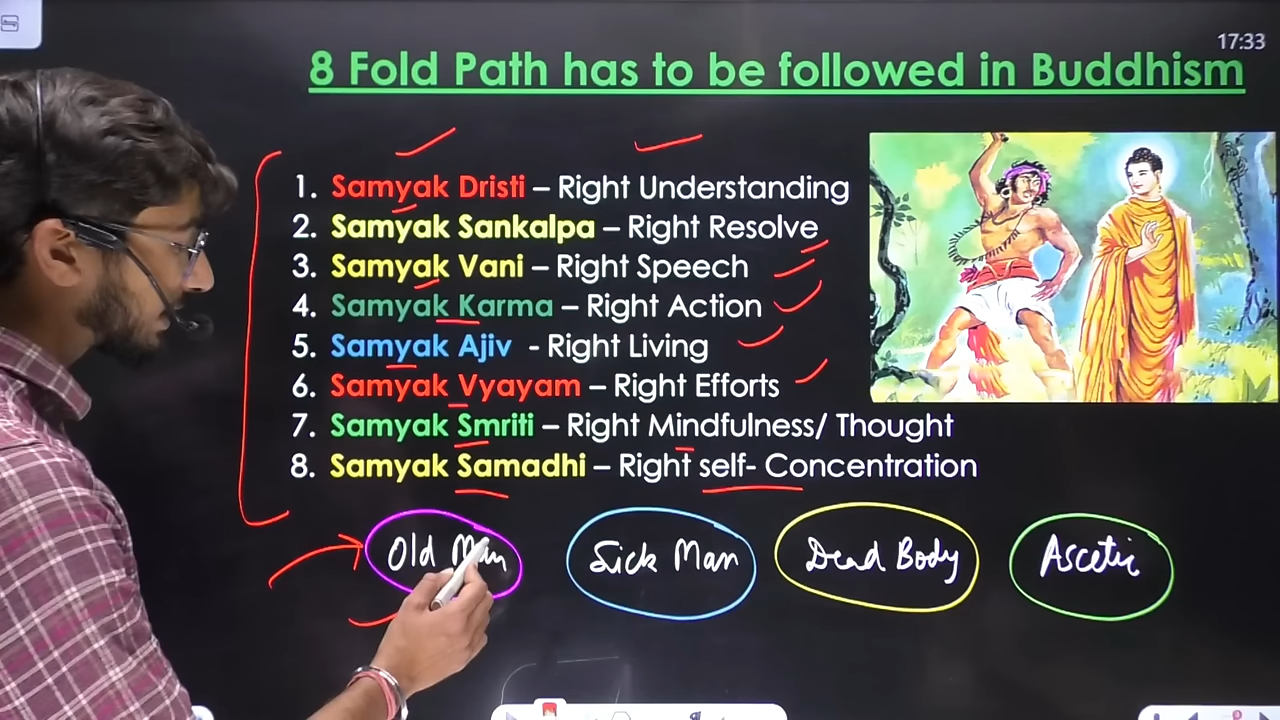 17:33
8 Fold Path has to be followed in Buddhism
1. Samyak Dristi – Right Understanding
2. Samyak Sankalpa – Right Resolve
3. Samyak Vani – Right Speech
4. Samyak Karma – Right Action
5. Samyak Ajiv - Right Living
6. Samyak Vyayam – Right Efforts
7. Samyak Smriti – Right Mindfulness/ Thought
8. Samyak Samadhi – Right self- Concentration
Old Man Sick Man Dead Body Ascetic